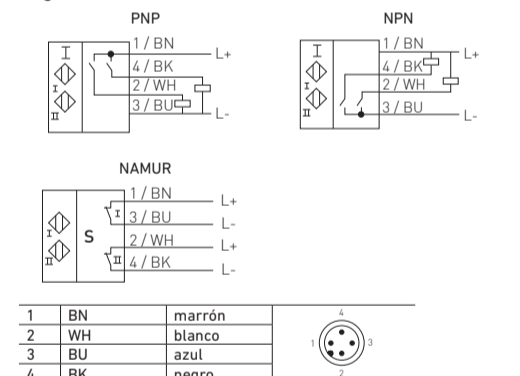 PNP
I
I
II
1 / BN
4 / BK
2 / WH
3 / BU
L+
L-
NPN
I
I
II
1 / BN
4 / BK
2 / WH
3 / BU
L+
L-
NAMUR
I
II
S
I
II
1 / BN
3 / BU
2 / WH
4 / BK
L+
L-
L+
L-
1 BN marrón
2 WH blanco
3 BU azul
4 BK negro
4
1 3
2